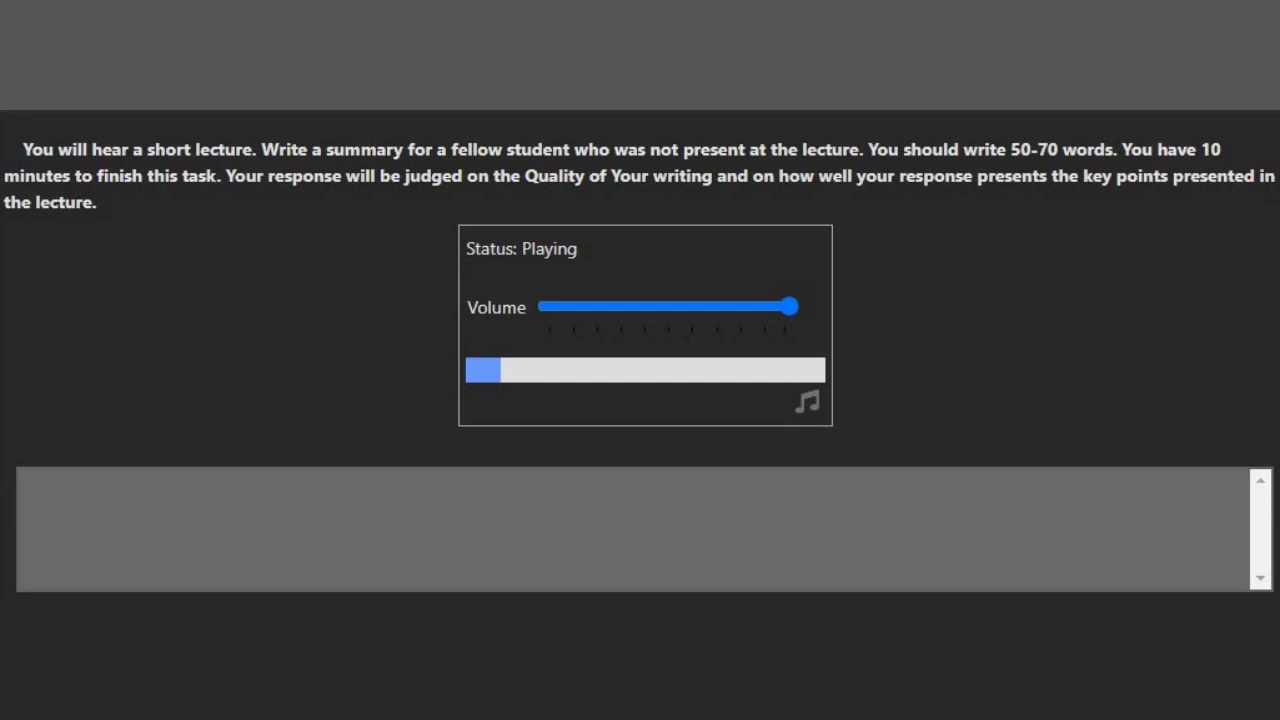 You will hear a short lecture. Write a summary for a fellow student who was not present at the lecture. You should write 50-70 words. You have 10
minutes to finish this task. Your response will be judged on the Quality of Your writing and on how well your response presents the key points presented in
the lecture.
Status: Playing
Volume